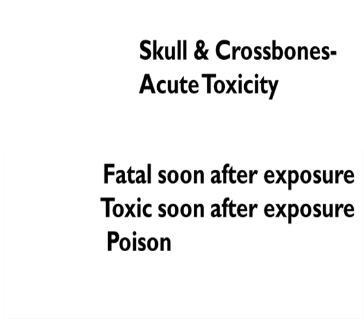 Skull & Crossbones-
Acute Toxicity
Fatal soon after exposure
Toxic soon after exposure
Poison